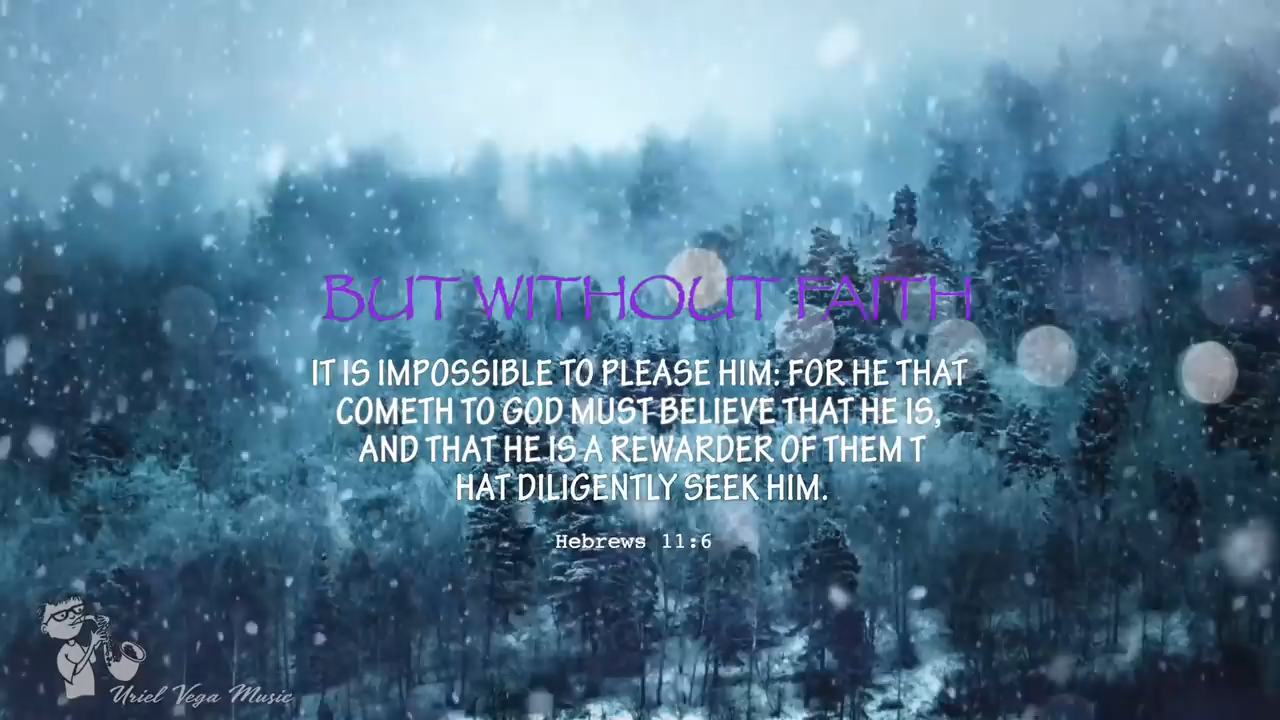 BUT WITHOUT FAITH
IT IS IMPOSSIBLE TO PLEASE HIM: FOR HE THAT
COMETH TO GOD MUST BELIEVE THAT HE IS,
AND THAT HE IS A REWARDER OF THEM T
HAT DILIGENTLY SEEK HIM.
Hebrews 11:6
Uriel Vega Music